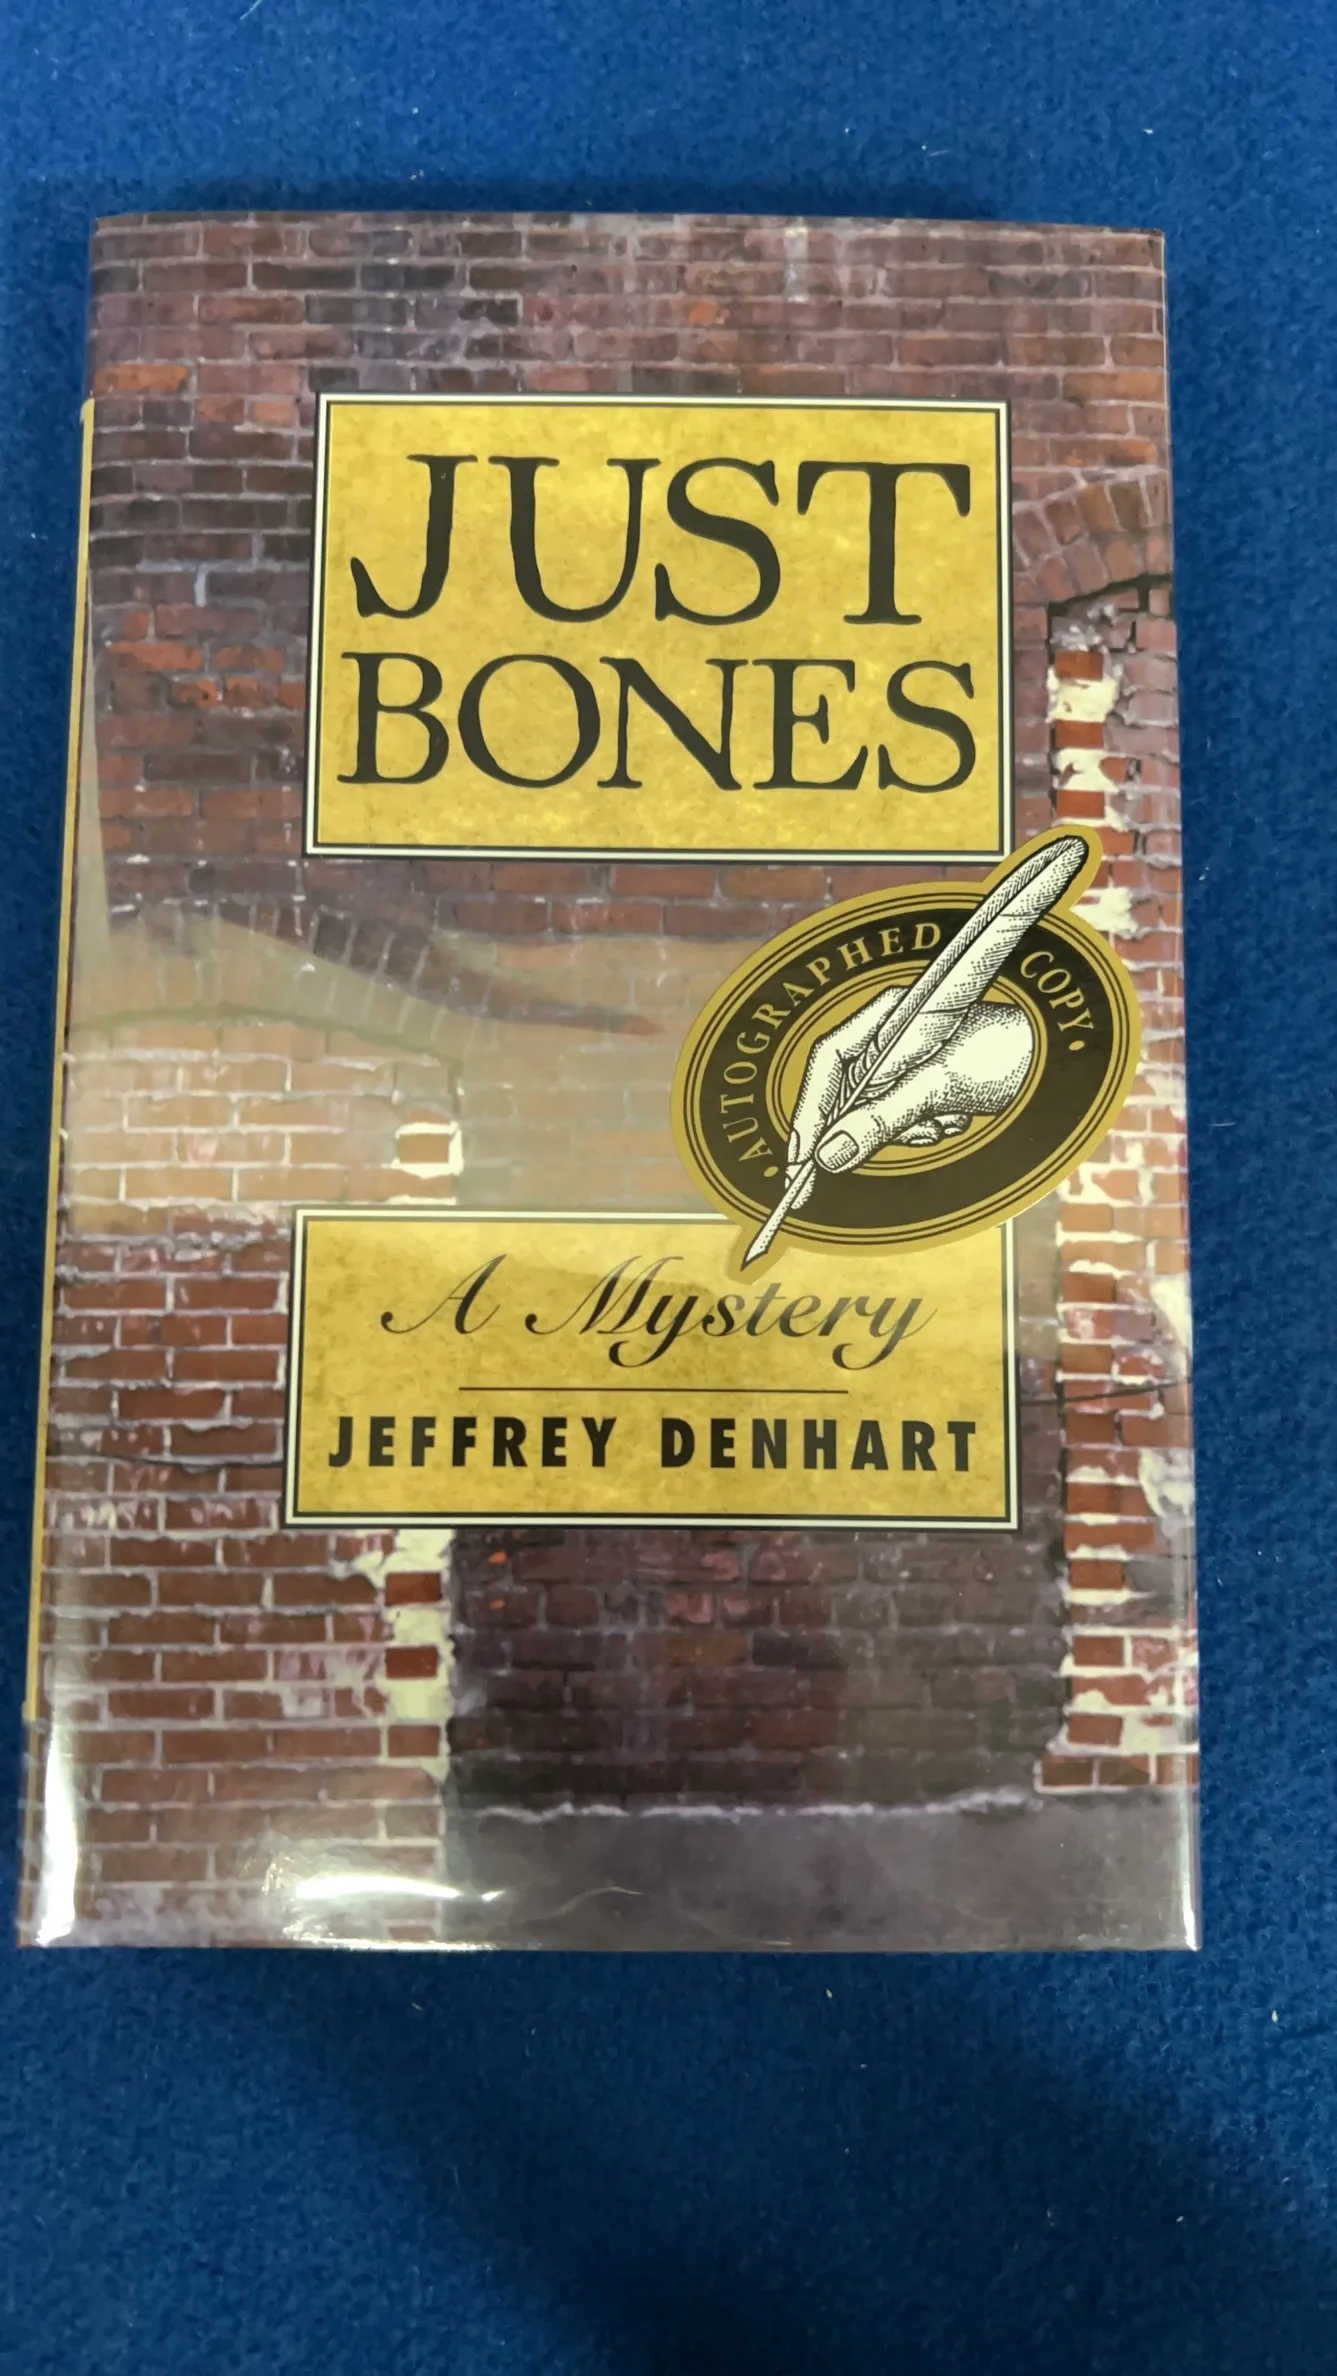 JUST
BONES
•AUTOGRAPHED COPY•
A Mystery
JEFFREY DENHART